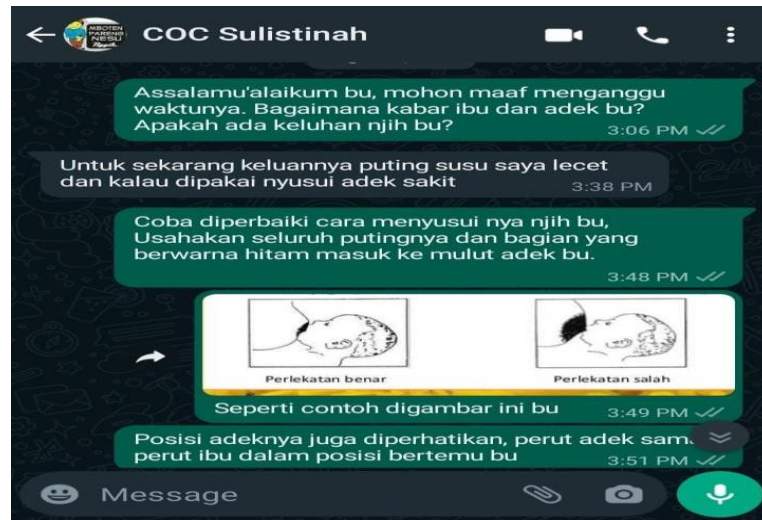 MBOTEN
PARENG
NESU
COC Sulistinah
Assalamu'alaikum bu, mohon maaf menganggu
waktunya. Bagaimana kabar ibu dan adek bu?
Apakah ada keluhan njih bu?
3:06 PM
Untuk sekarang keluannya puting susu saya lecet
dan kalau dipakai nyusui adek sakit
3:38 PM
Coba diperbaiki cara menyusui nya njih bu,
Usahakan seluruh putingnya dan bagian yang
berwarna hitam masuk ke mulut adek bu.
3:48 PM
Perlekatan benar
Perlekatan salah
Seperti contoh digambar ini bu
3:49 PM
Posisi adeknya juga diperhatikan, perut adek sam
perut ibu dalam posisi bertemu bu
3:51 PM
Message